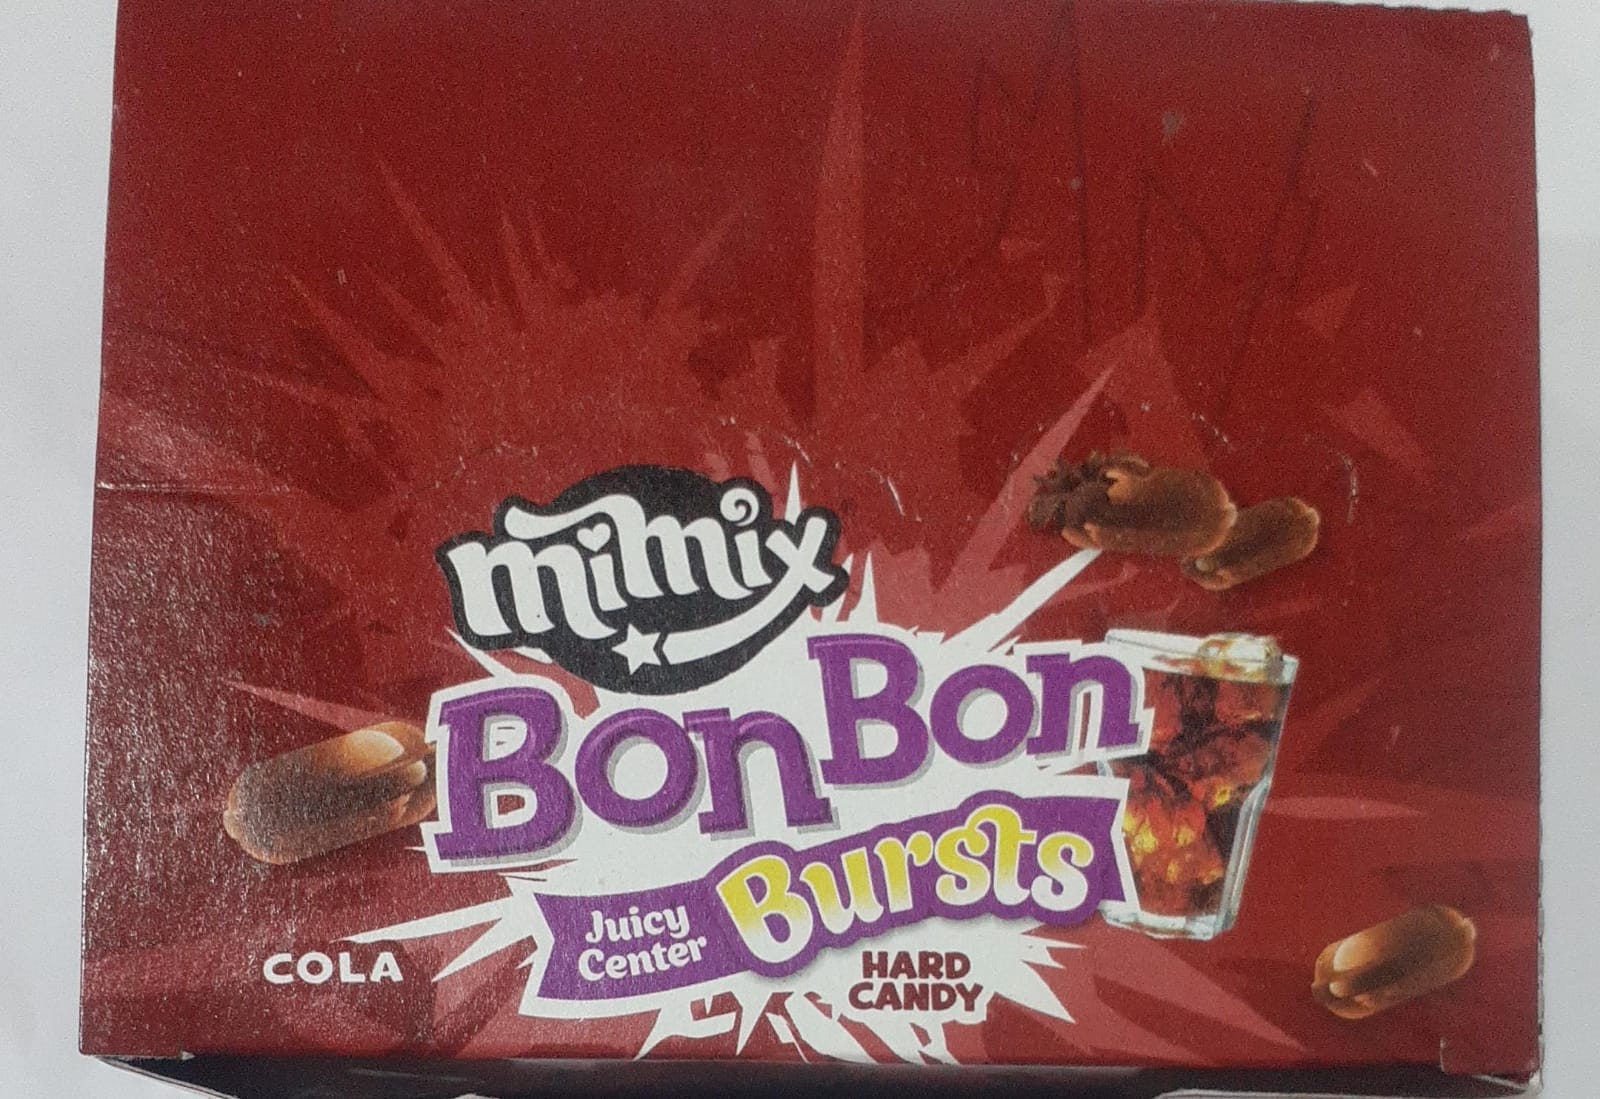 mimix
BonBon
Bursts
Juicy
Center
HARD
CANDY
COLA